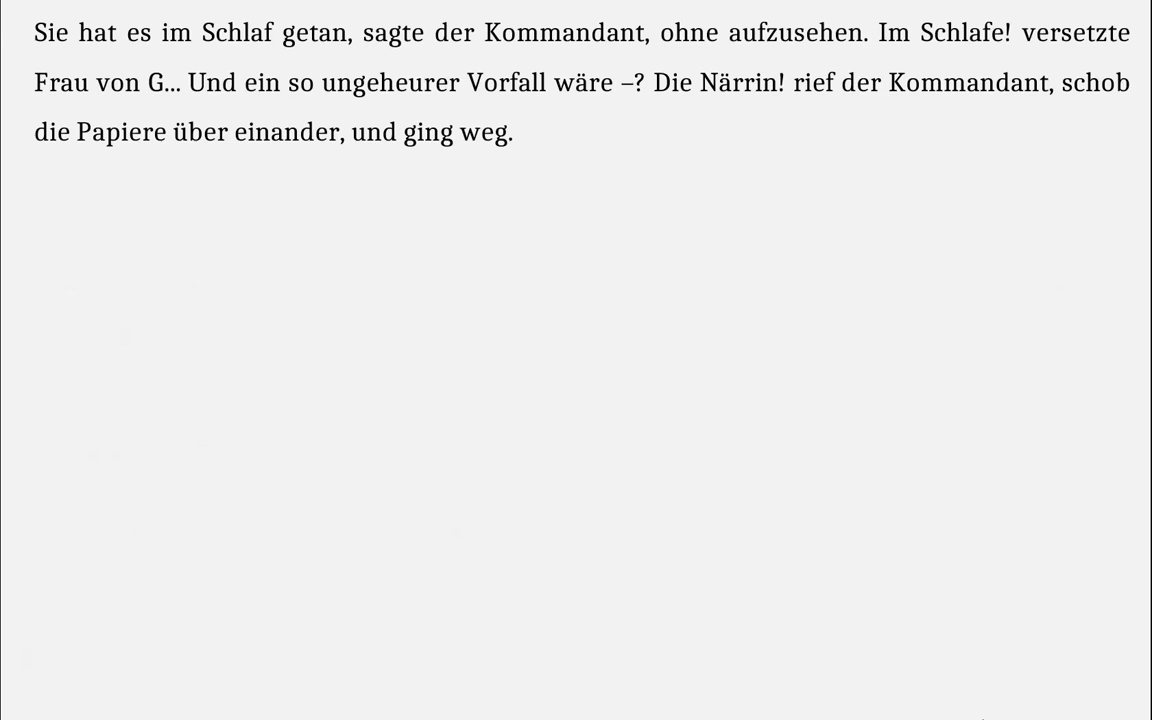 Sie hat es im Schlaf getan, sagte der Kommandant, ohne aufzusehen. Im Schlafe! versetzte
Frau von G... Und ein so ungeheurer Vorfall wäre –? Die Närrin! rief der Kommandant, schob
die Papiere über einander, und ging weg.